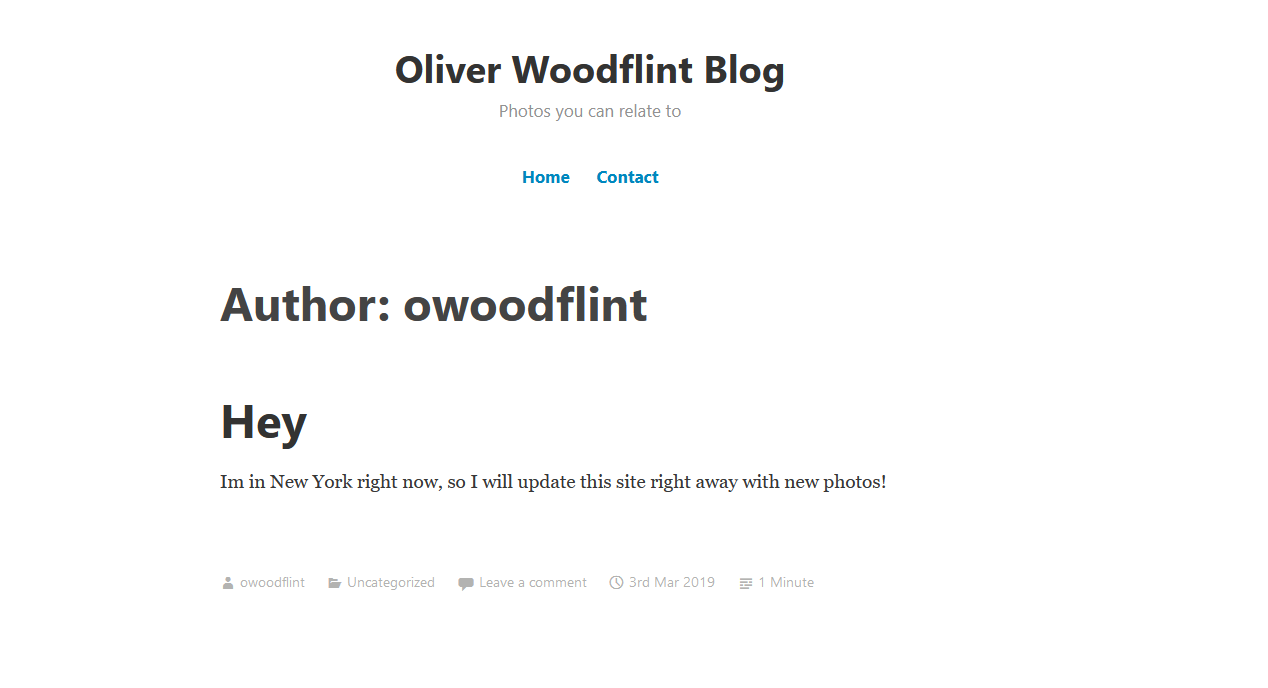 Oliver Woodflint Blog
Photos you can relate to
Home Contact
Author: owoodflint
Hey
Im in New York right now, so I will update this site right away with new photos!
owoodflint Uncategorized Leave a comment 3rd Mar 2019 1 Minute